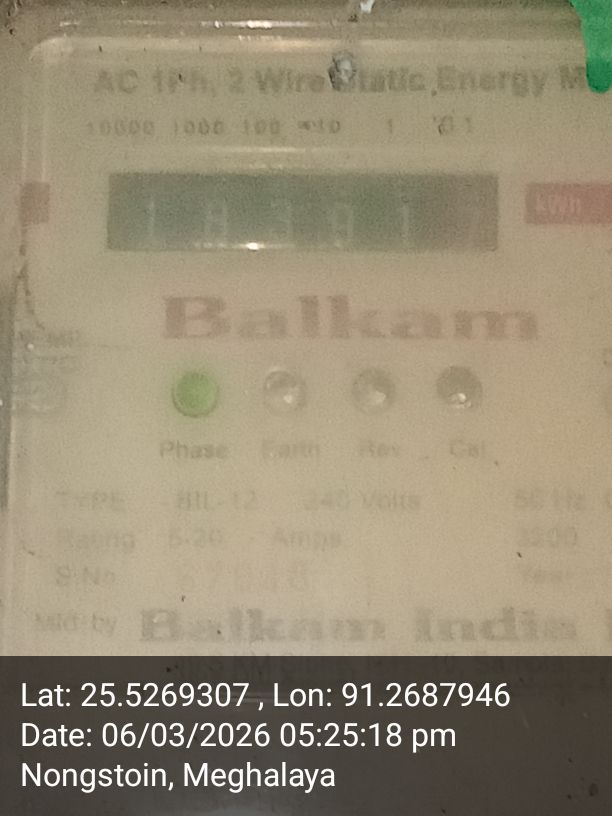 AC 1Ph, 2 Wire Static Energy M
10000 1000 100 10 1 0.1
kWh
Balkam
Phase Earth Rev Cal
TYPE BIL-12 240 Volts 50 Hz
Rating 5-20 Amps 3200
S.No Year
Mfd by Balkam India
Lat: 25.5269307 , Lon: 91.2687946
Date: 06/03/2026 05:25:18 pm
Nongstoin, Meghalaya